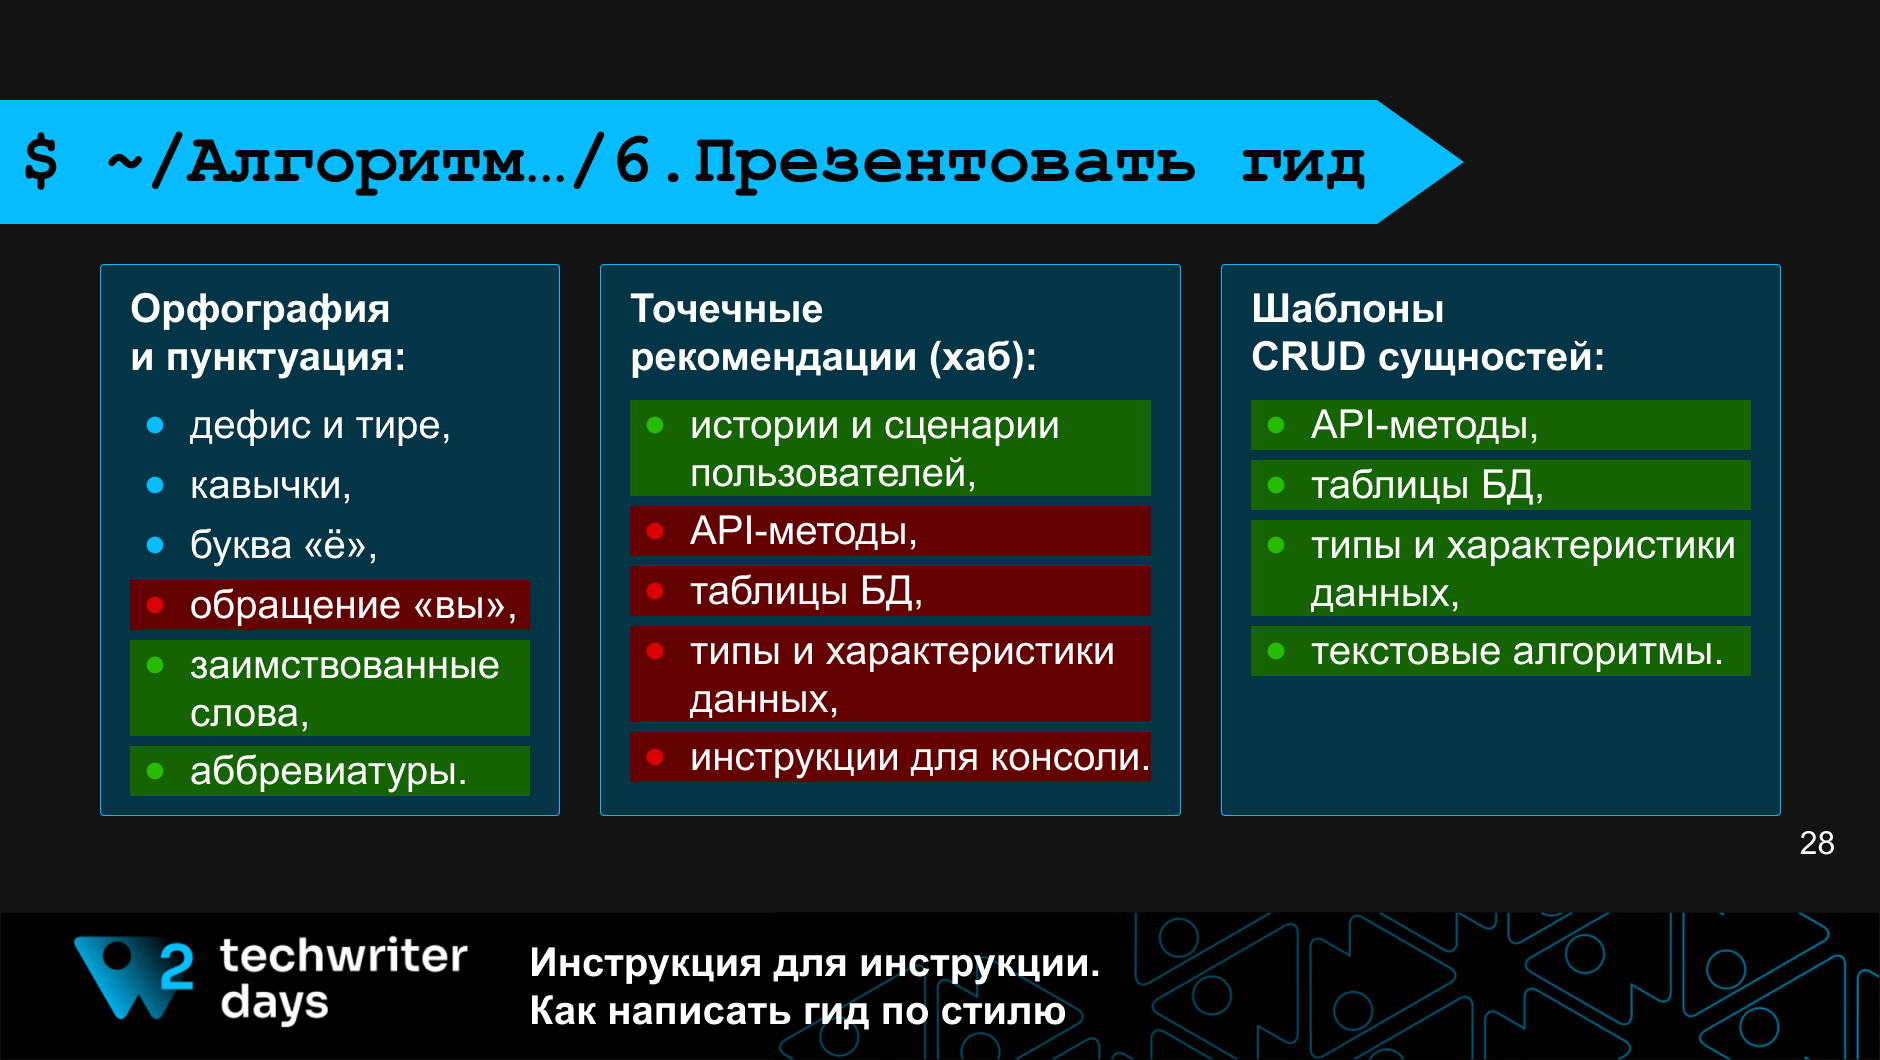 $ ~/Алгоритм…/6.Презентовать гид
Орфография
и пунктуация:
● дефис и тире,
● кавычки,
● буква «ё»,
● обращение «вы»,
● заимствованные
слова,
● аббревиатуры.
Точечные
рекомендации (хаб):
● истории и сценарии
пользователей,
● API-методы,
● таблицы БД,
● типы и характеристики
данных,
● инструкции для консоли.
Шаблоны
CRUD сущностей:
● API-методы,
● таблицы БД,
● типы и характеристики
данных,
● текстовые алгоритмы.
28
2
techwriter
days
Инструкция для инструкции.
Как написать гид по стилю